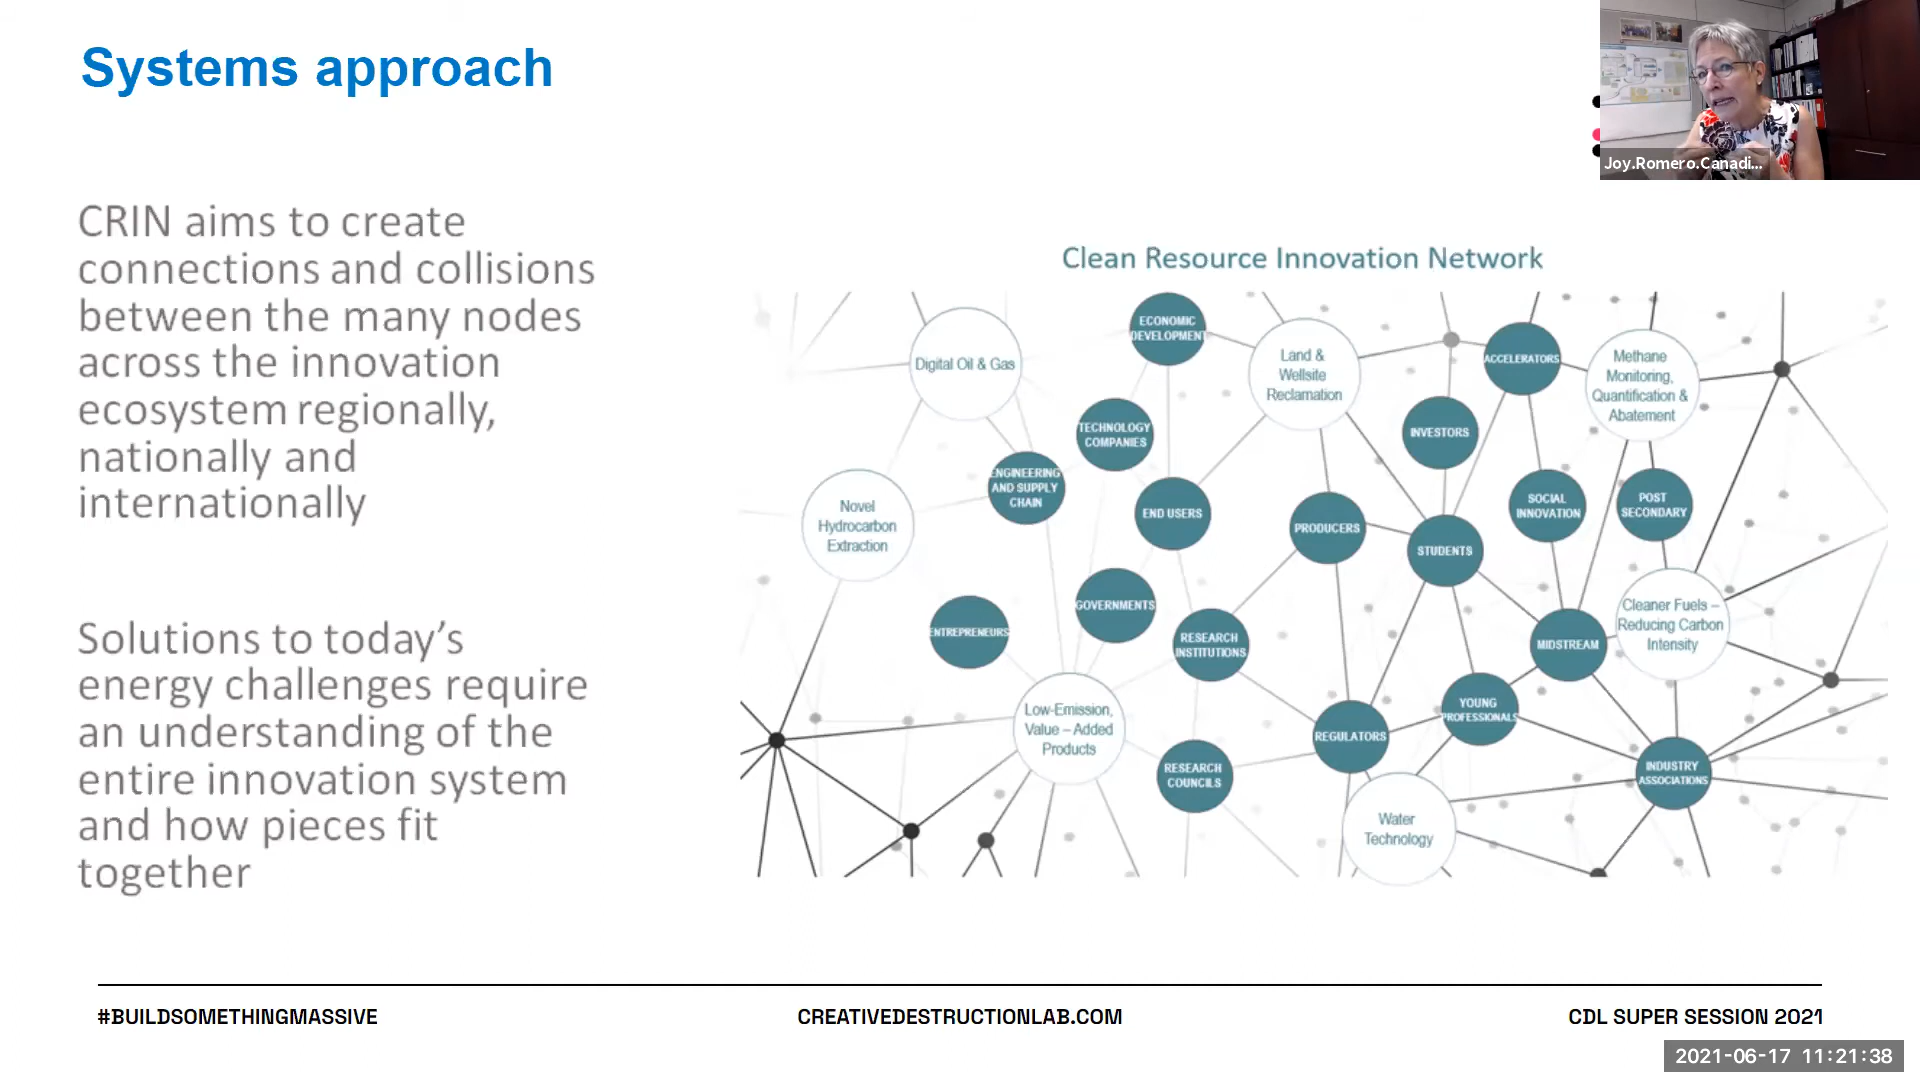 Systems approach
Joy.Romero.Canadi...
CRIN aims to create
connections and collisions
between the many nodes
across the innovation
ecosystem regionally,
nationally and
internationally
Solutions to today’s
energy challenges require
an understanding of the
entire innovation system
and how pieces fit
together
Clean Resource Innovation Network
Digital Oil & Gas
ECONOMIC
DEVELOPMENT
Land &
Wellsite
Reclamation
ACCELERATORS
Methane
Monitoring,
Quantification &
Abatement
TECHNOLOGY
COMPANIES
INVESTORS
ENGINEERING
AND SUPPLY
CHAIN
Novel
Hydrocarbon
Extraction
END USERS
PRODUCERS
STUDENTS
SOCIAL
INNOVATION
POST
SECONDARY
ENTREPRENEURS
GOVERNMENTS
RESEARCH
INSTITUTIONS
MIDSTREAM
Cleaner Fuels –
Reducing Carbon
Intensity
Low-Emission,
Value – Added
Products
REGULATORS
YOUNG
PROFESSIONALS
RESEARCH
COUNCILS
INDUSTRY
ASSOCIATIONS
Water
Technology
#BUILDSOMETHINGMASSIVE
CREATIVEDESTRUCTIONLAB.COM
CDL SUPER SESSION 2021
2021-06-17 11:21:38